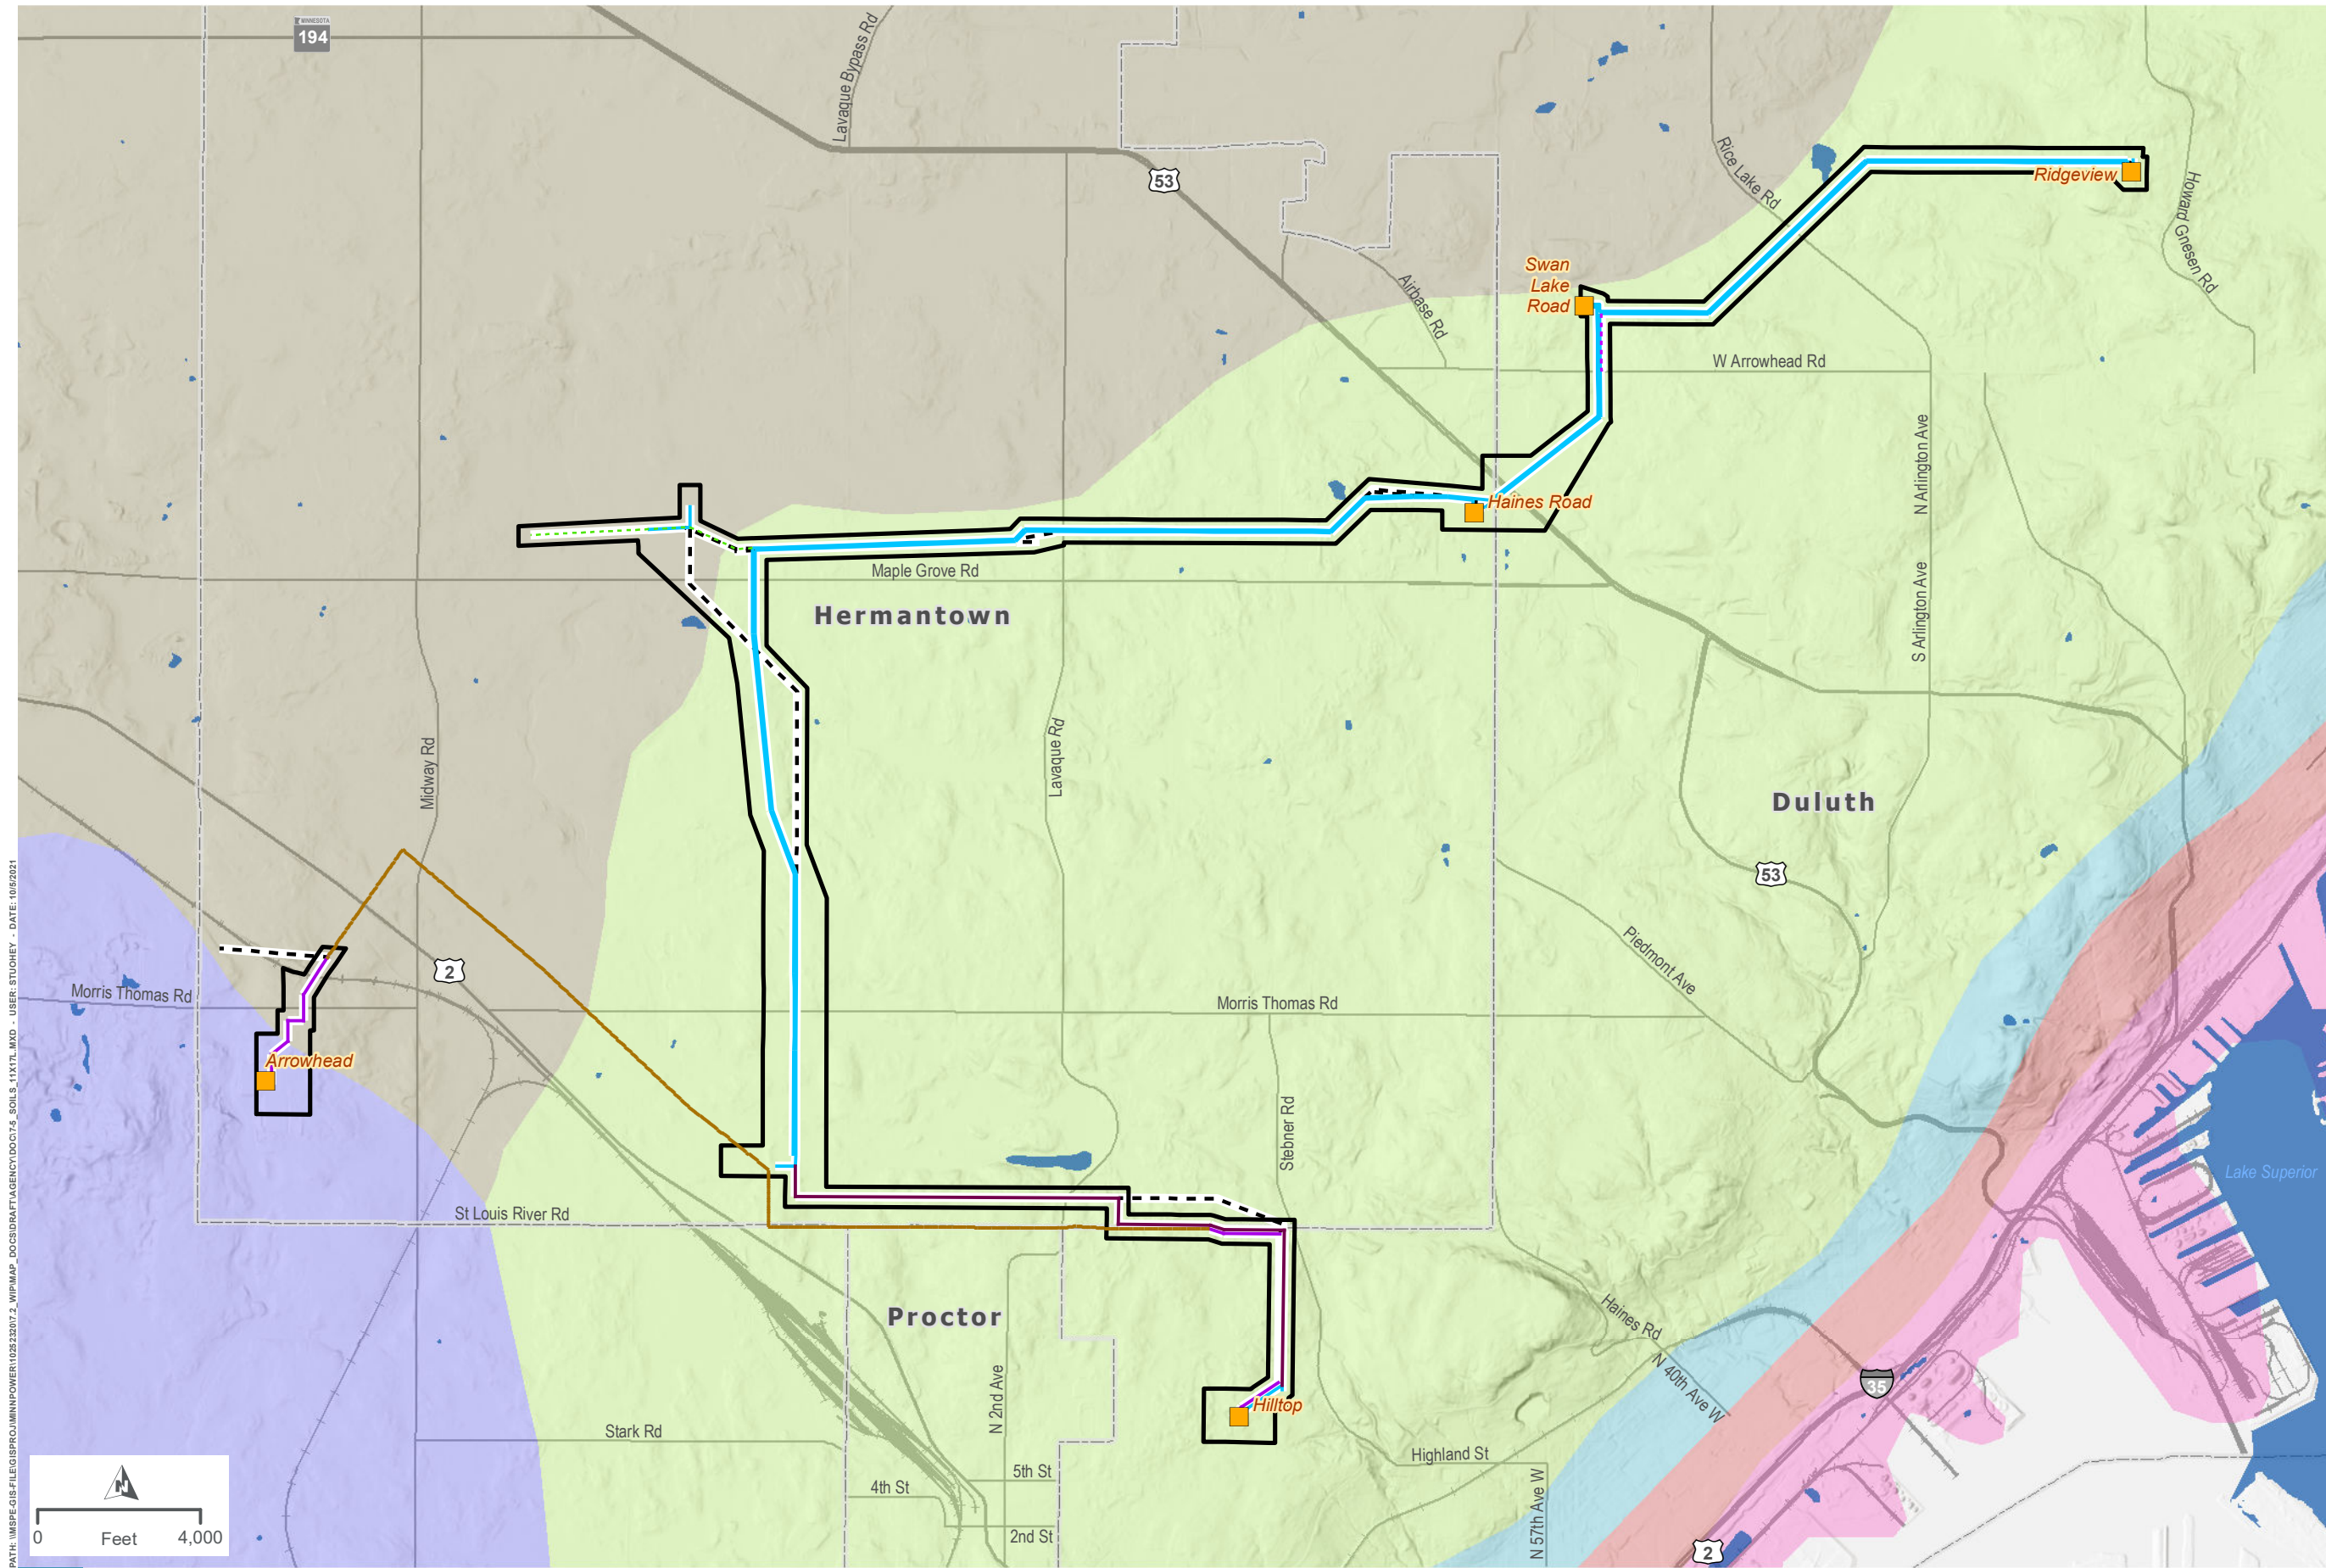 MINNESOTA
194
Lavaque Bypass Rd
53
Rice Lake Rd
Ridgeview
Howard Gnesen Rd
Swan
Lake
Road
Airbase Rd
W Arrowhead Rd
N Arlington Ave
Haines Road
Maple Grove Rd
Hermantown
S Arlington Ave
Midway Rd
Lavaque Rd
Duluth
53
Piedmont Ave
2
Morris Thomas Rd
Morris Thomas Rd
Arrowhead
Stebner Rd
Lake Superior
St Louis River Rd
Proctor
Haines Rd
N 40th Ave W
35
N 2nd Ave
Hilltop
Stark Rd
Highland St
5th St
4th St
N 57th Ave W
2nd St
2
N
0
Feet
4,000